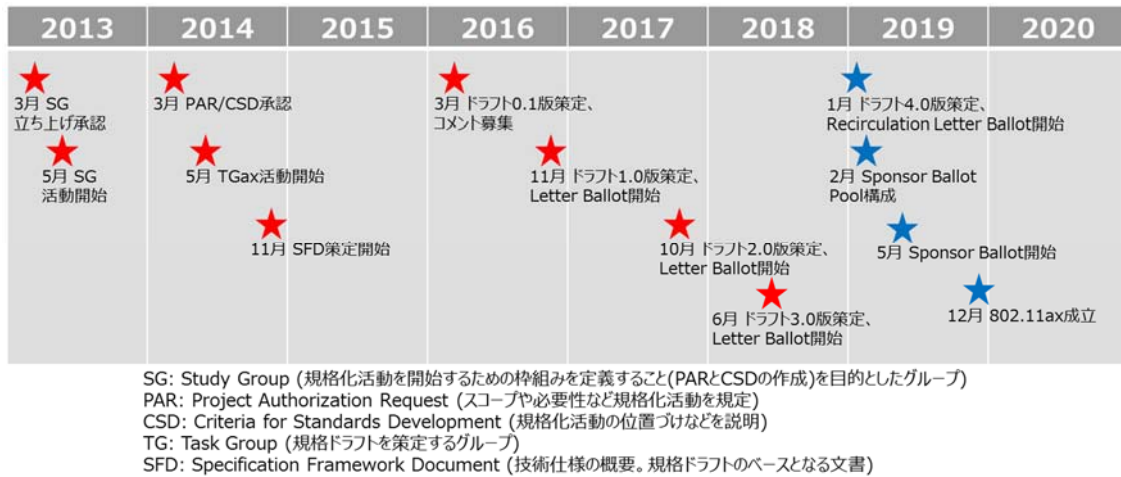 2013
2014
2015
2016
2017
2018
2019
2020
3月 SG
立ち上げ承認
5月 SG
活動開始
3月 PAR/CSD承認
5月 TGax活動開始
11月 SFD策定開始
3月 ドラフト0.1版策定、
コメント募集
11月 ドラフト1.0版策定、
Letter Ballot開始
10月 ドラフト2.0版策定、
Letter Ballot開始
6月 ドラフト3.0版策定、
Letter Ballot開始
1月 ドラフト4.0版策定、
Recirculation Letter Ballot開始
2月 Sponsor Ballot
Pool構成
5月 Sponsor Ballot開始
12月 802.11ax成立
SG: Study Group (規格化活動を開始するための枠組みを定義すること(PARとCSDの作成)を目的としたグループ)
PAR: Project Authorization Request (スコープや必要性など規格化活動を規定)
CSD: Criteria for Standards Development (規格化活動の位置づけなどを説明)
TG: Task Group (規格ドラフトを策定するグループ)
SFD: Specification Framework Document (技術仕様の概要。規格ドラフトのベースとなる文書)